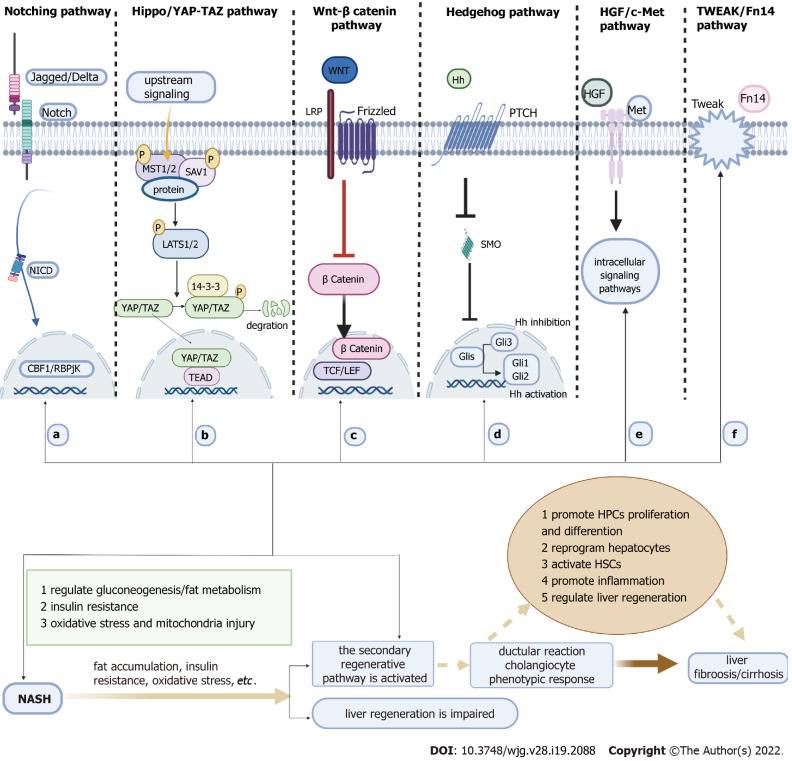 Notching pathway
Hippo/YAP-TAZ pathway
Wnt-β catenin
pathway
Hedgehog pathway
HGF/c-Met
pathway
TWEAK/Fn14
pathway
Jagged/Delta
Notch
NICD
CBF1/RBPjK
upstream
signaling
P
P
MST1/2
SAV1
protein
P
LATS1/2
14-3-3
P
YAP/TAZ
YAP/TAZ
degration
YAP/TAZ
TEAD
WNT
LRP
Frizzled
β Catenin
β Catenin
TCF/LEF
Hh
PTCH
SMO
Hh inhibition
Gli3
Glis
Gli1
Gli2
Hh activation
HGF
Met
intracellular
signaling
pathways
Tweak
Fn14
a
b
c
d
e
f
1 regulate gluconeogenesis/fat metabolism
2 insulin resistance
3 oxidative stress and mitochondria injury
1 promote HPCs proliferation
and differention
2 reprogram hepatocytes
3 activate HSCs
4 promote inflammation
5 regulate liver regeneration
NASH
fat accumulation, insulin
resistance, oxidative stress, etc.
the secondary
regenerative
pathway is activated
liver regeneration is impaired
ductular reaction
cholangiocyte
phenotypic response
liver
fibroosis/cirrhosis
DOI: 10.3748/wjg.v28.i19.2088 Copyright ©The Author(s) 2022.